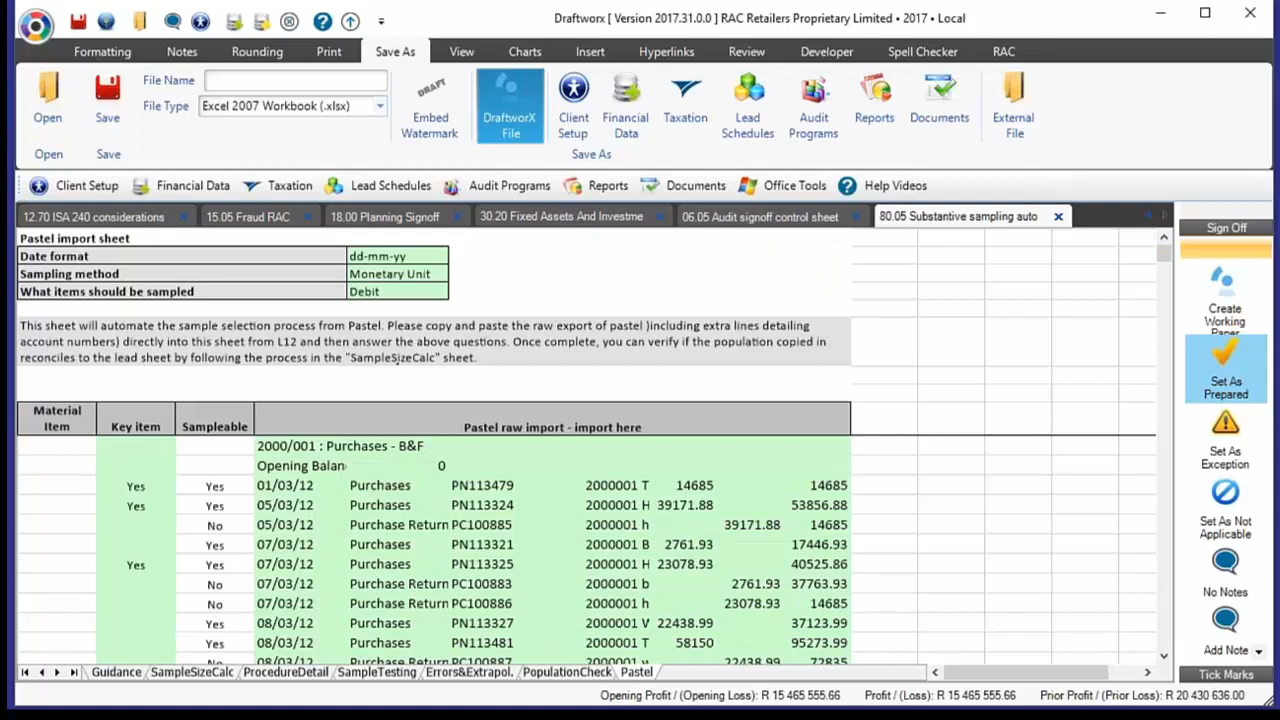 Draftworx [ Version 2017.31.0.0 ] RAC Retailers Proprietary Limited • 2017 • Local
Formatting Notes Rounding Print Save As View Charts Insert Hyperlinks Review Developer Spell Checker RAC
File Name
File Type Excel 2007 Workbook (.xlsx)
Open Save DRAFT Embed Watermark DraftworX File Client Setup Financial Data Taxation Lead Schedules Audit Programs Reports Documents External File
Open Save Save As
Client Setup Financial Data Taxation Lead Schedules Audit Programs Reports Documents Office Tools Help Videos
12.70 ISA 240 considerations 15.05 Fraud RAC 18.00 Planning Signoff 30.20 Fixed Assets And Investme 06.05 Audit signoff control sheet 80.05 Substantive sampling auto
Pastel import sheet
Date format dd-mm-yy
Sampling method Monetary Unit
What items should be sampled Debit
This sheet will automate the sample selection process from Pastel. Please copy and paste the raw export of pastel )including extra lines detailing
account numbers) directly into this sheet from L12 and then answer the above questions. Once complete, you can verify if the population copied in
reconciles to the lead sheet by following the process in the "SampleSizeCalc" sheet.
Material Item Key item Sampleable Pastel raw import - import here
2000/001 : Purchases - B&F
Opening Balan 0
Yes Yes 01/03/12 Purchases PN113479 2000001 T 14685 14685
Yes Yes 05/03/12 Purchases PN113324 2000001 H 39171.88 53856.88
No 05/03/12 Purchase Return PC100885 2000001 h 39171.88 14685
Yes 07/03/12 Purchases PN113321 2000001 B 2761.93 17446.93
Yes Yes 07/03/12 Purchases PN113325 2000001 H 23078.93 40525.86
No 07/03/12 Purchase Return PC100883 2000001 b 2761.93 37763.93
No 07/03/12 Purchase Return PC100886 2000001 h 23078.93 14685
Yes 08/03/12 Purchases PN113327 2000001 V 22438.99 37123.99
Yes 08/03/12 Purchases PN113481 2000001 T 58150 95273.99
No 08/03/12 Purchase Return PC100887 2000001 v 22438.99 72835
Guidance SampleSizeCalc ProcedureDetail SampleTesting Errors&Extrapol. PopulationCheck Pastel
Opening Profit / (Opening Loss): R 15 465 555.66 Profit / (Loss): R 15 465 555.66 Prior Profit / (Prior Loss): R 20 430 636.00
Sign Off
Create
Working
Paper
Set As
Prepared
Set As
Exception
Set As Not
Applicable
No Notes
Add Note
Tick Marks